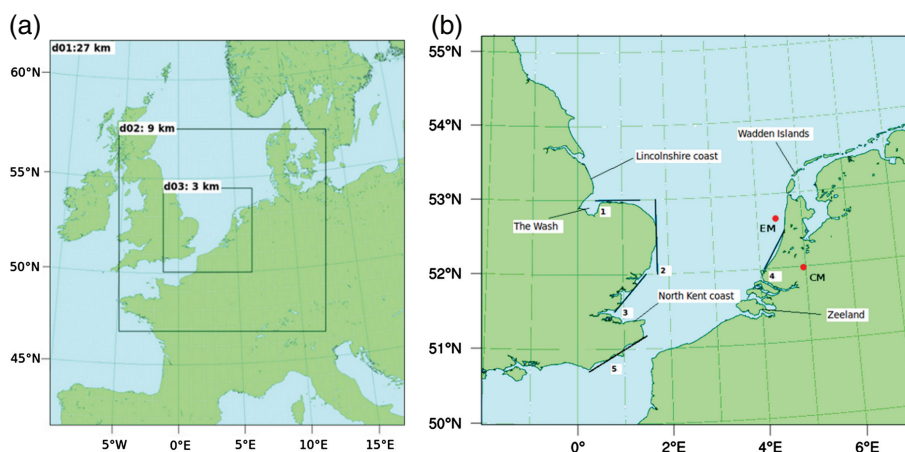 (a)
d01:27 km
60°N
d02: 9 km
55°N
d03: 3 km
50°N
45°N
5°W 0°E 5°E 10°E 15°E
(b)
55°N
54°N
Wadden Islands
Lincolnshire coast
53°N
1
The Wash
EM
52°N
2
4
CM
North Kent coast
3
Zeeland
51°N
5
50°N
0° 2°E 4°E 6°E